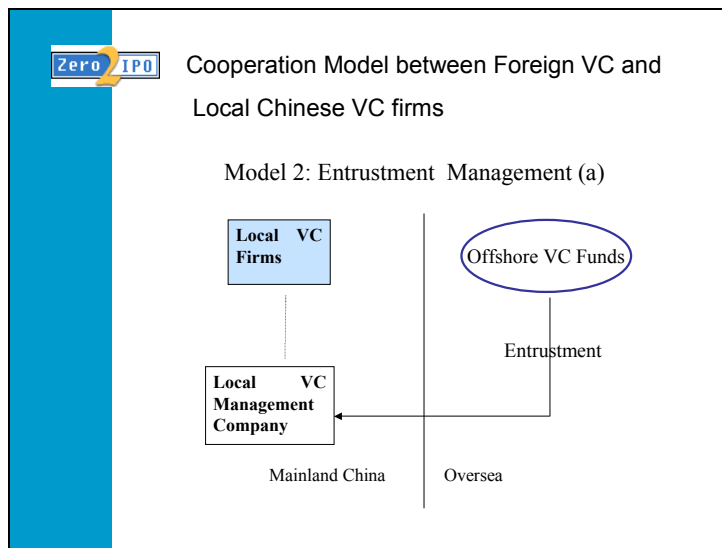 Zero2IPO
Cooperation Model between Foreign VC and
Local Chinese VC firms
Model 2: Entrustment Management (a)
Local VC
Firms
Offshore VC Funds
Entrustment
Local VC
Management
Company
Mainland China
Oversea